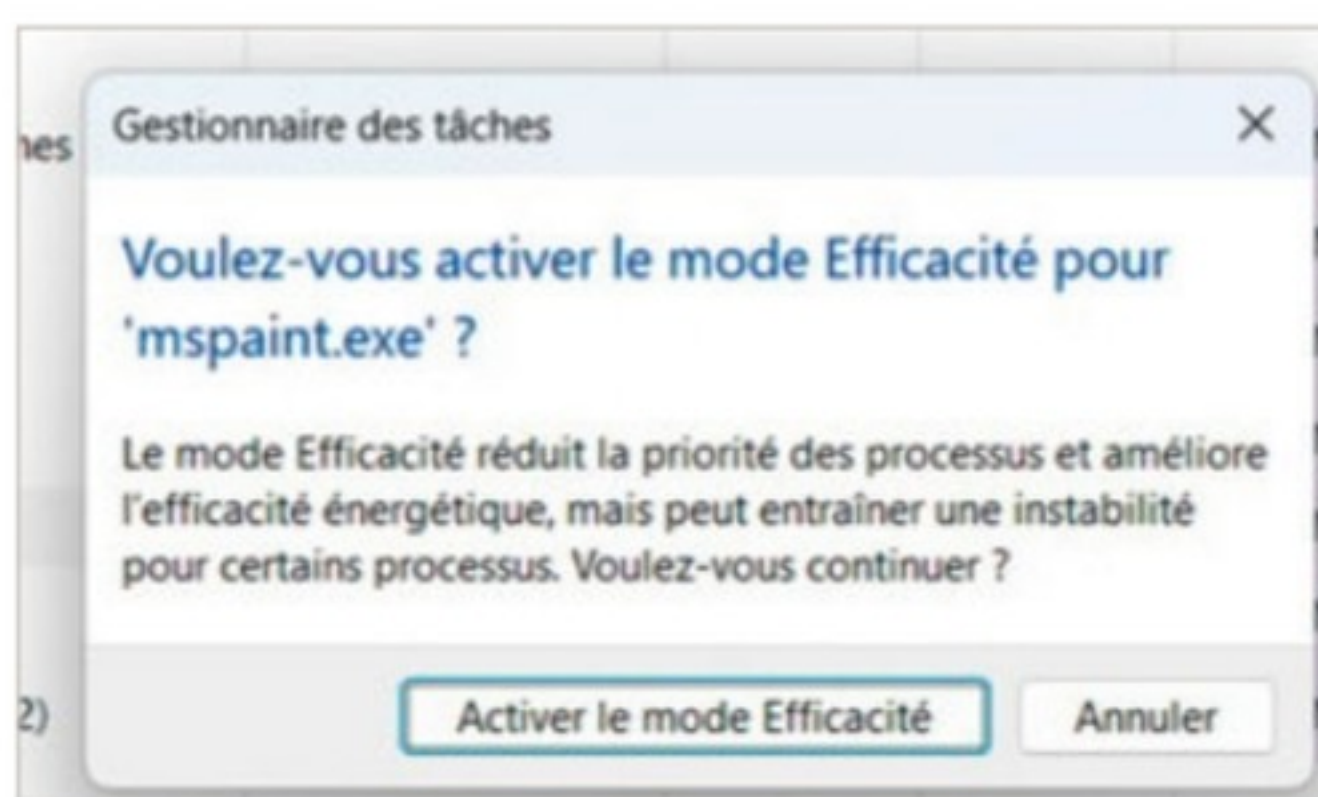 Gestionnaire des tâches
nes
Voulez-vous activer le mode Efficacité pour
'mspaint.exe' ?
Le mode Efficacité réduit la priorité des processus et améliore
l'efficacité énergétique, mais peut entraîner une instabilité
pour certains processus. Voulez-vous continuer ?
2)
Activer le mode Efficacité
Annuler